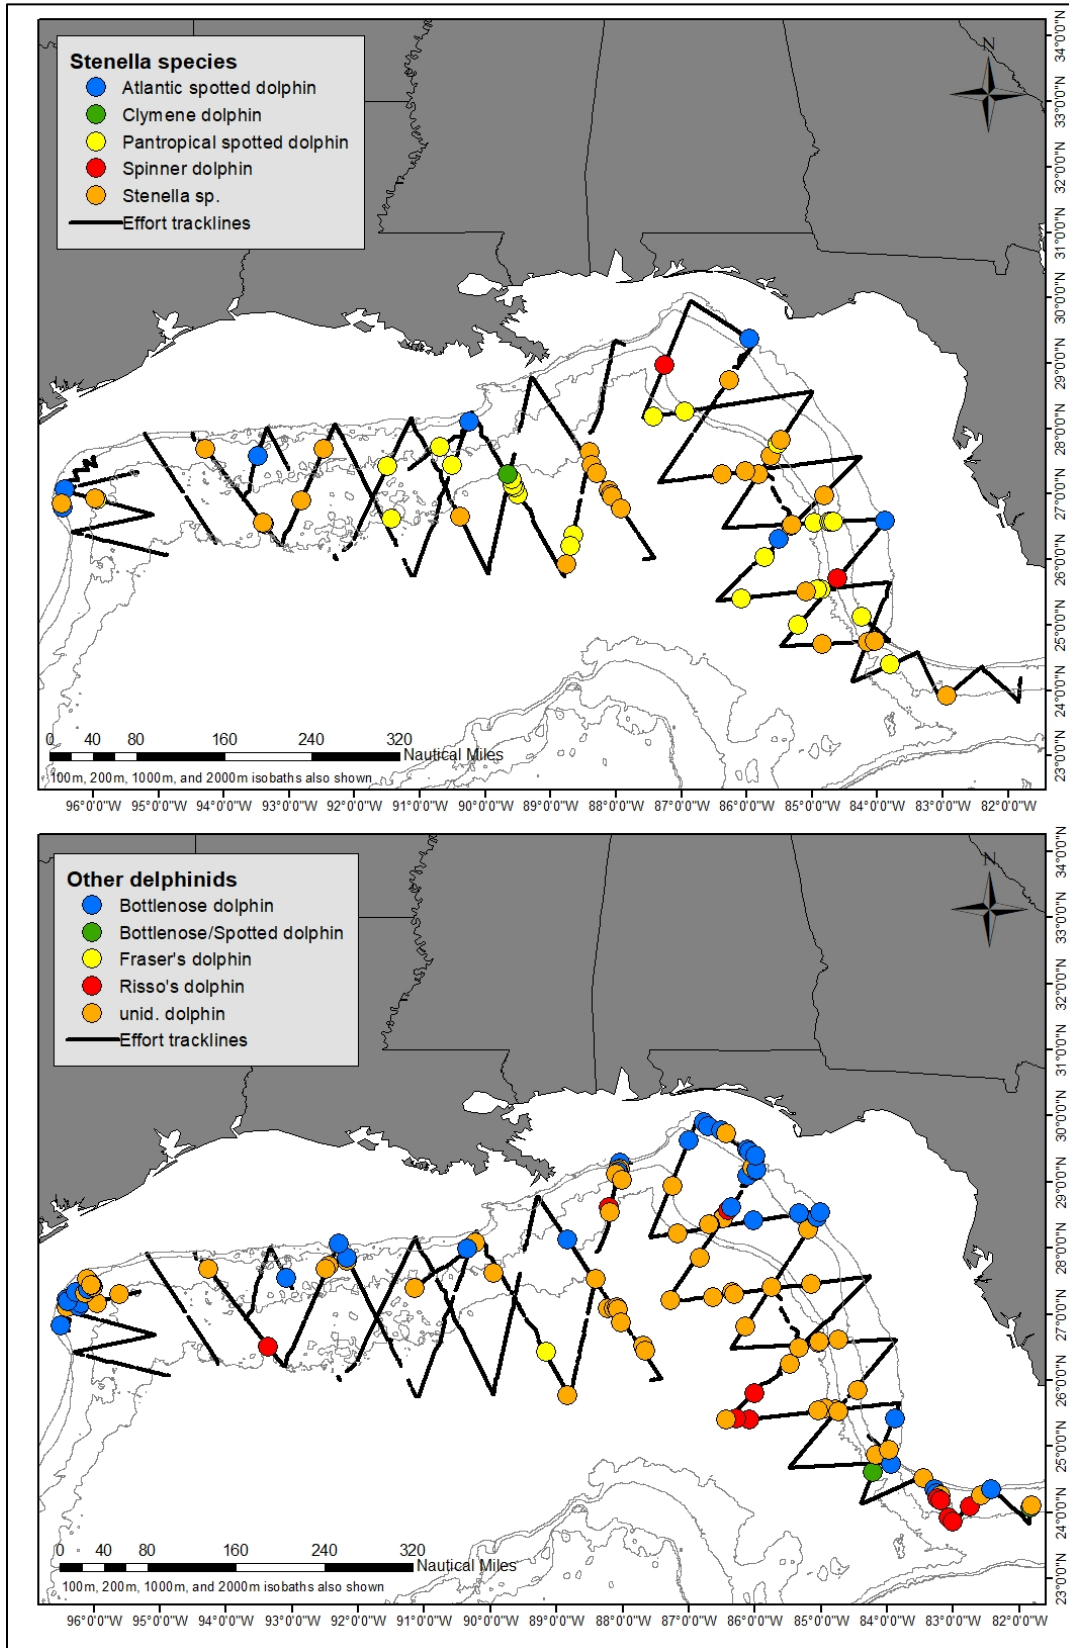 Stenella species
Atlantic spotted dolphin
Clymene dolphin
Pantropical spotted dolphin
Spinner dolphin
Stenella sp.
Effort tracklines
N
34°0'0"N
33°0'0"N
32°0'0"N
31°0'0"N
30°0'0"N
29°0'0"N
28°0'0"N
27°0'0"N
26°0'0"N
25°0'0"N
24°0'0"N
23°0'0"N
0 40 80 160 240 320
Nautical Miles
100m, 200m, 1000m, and 2000m isobaths also shown
96°0'0"W 95°0'0"W 94°0'0"W 93°0'0"W 92°0'0"W 91°0'0"W 90°0'0"W 89°0'0"W 88°0'0"W 87°0'0"W 86°0'0"W 85°0'0"W 84°0'0"W 83°0'0"W 82°0'0"W
Other delphinids
Bottlenose dolphin
Bottlenose/Spotted dolphin
Fraser's dolphin
Risso's dolphin
unid. dolphin
Effort tracklines
N
34°0'0"N
33°0'0"N
32°0'0"N
31°0'0"N
30°0'0"N
29°0'0"N
28°0'0"N
27°0'0"N
26°0'0"N
25°0'0"N
24°0'0"N
23°0'0"N
0 40 80 160 240 320
Nautical Miles
100m, 200m, 1000m, and 2000m isobaths also shown
96°0'0"W 95°0'0"W 94°0'0"W 93°0'0"W 92°0'0"W 91°0'0"W 90°0'0"W 89°0'0"W 88°0'0"W 87°0'0"W 86°0'0"W 85°0'0"W 84°0'0"W 83°0'0"W 82°0'0"W